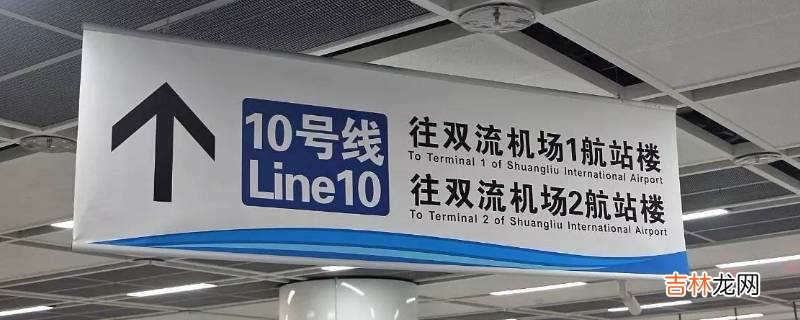 10号线
Line10
往双流机场1航站楼
To Terminal 1 of Shuangliu International Airport
往双流机场2航站楼
To Terminal 2 of Shuangliu International Airport
吉林龙网